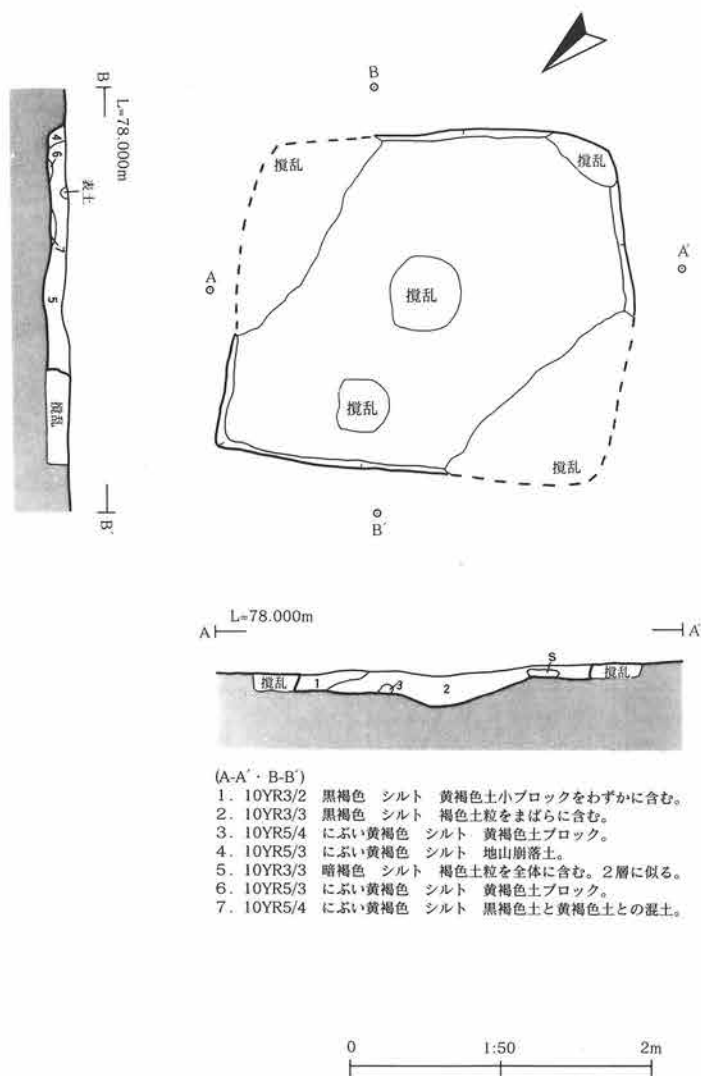 B
B
L=78.000m
4
6
表土
7
5
撹乱
B´
撹乱
撹乱
A
A´
撹乱
撹乱
撹乱
B´
L=78.000m
A
A´
S
撹乱
1
3
2
撹乱
(A-A´・B-B´)
1. 10YR3/2 黒褐色 シルト 黄褐色土小ブロックをわずかに含む。
2. 10YR3/3 黒褐色 シルト 褐色土粒をまばらに含む。
3. 10YR5/4 にぶい黄褐色 シルト 黄褐色土ブロック。
4. 10YR5/3 にぶい黄褐色 シルト 地山崩落土。
5. 10YR3/3 暗褐色 シルト 褐色土粒を全体に含む。2層に似る。
6. 10YR5/3 にぶい黄褐色 シルト 黄褐色土ブロック。
7. 10YR5/4 にぶい黄褐色 シルト 黒褐色土と黄褐色土との混土。
0 1:50 2m